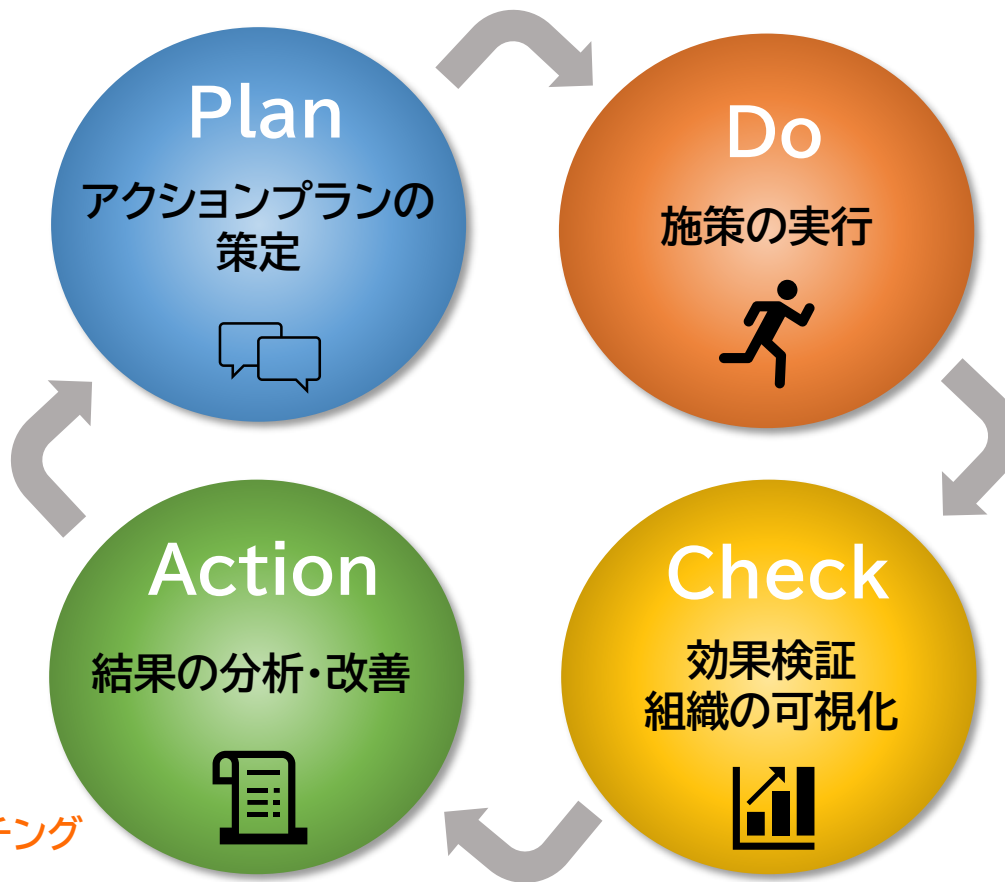 Plan
アクションプランの
策定
Do
施策の実行
Action
結果の分析・改善
Check
効果検証
組織の可視化
チング